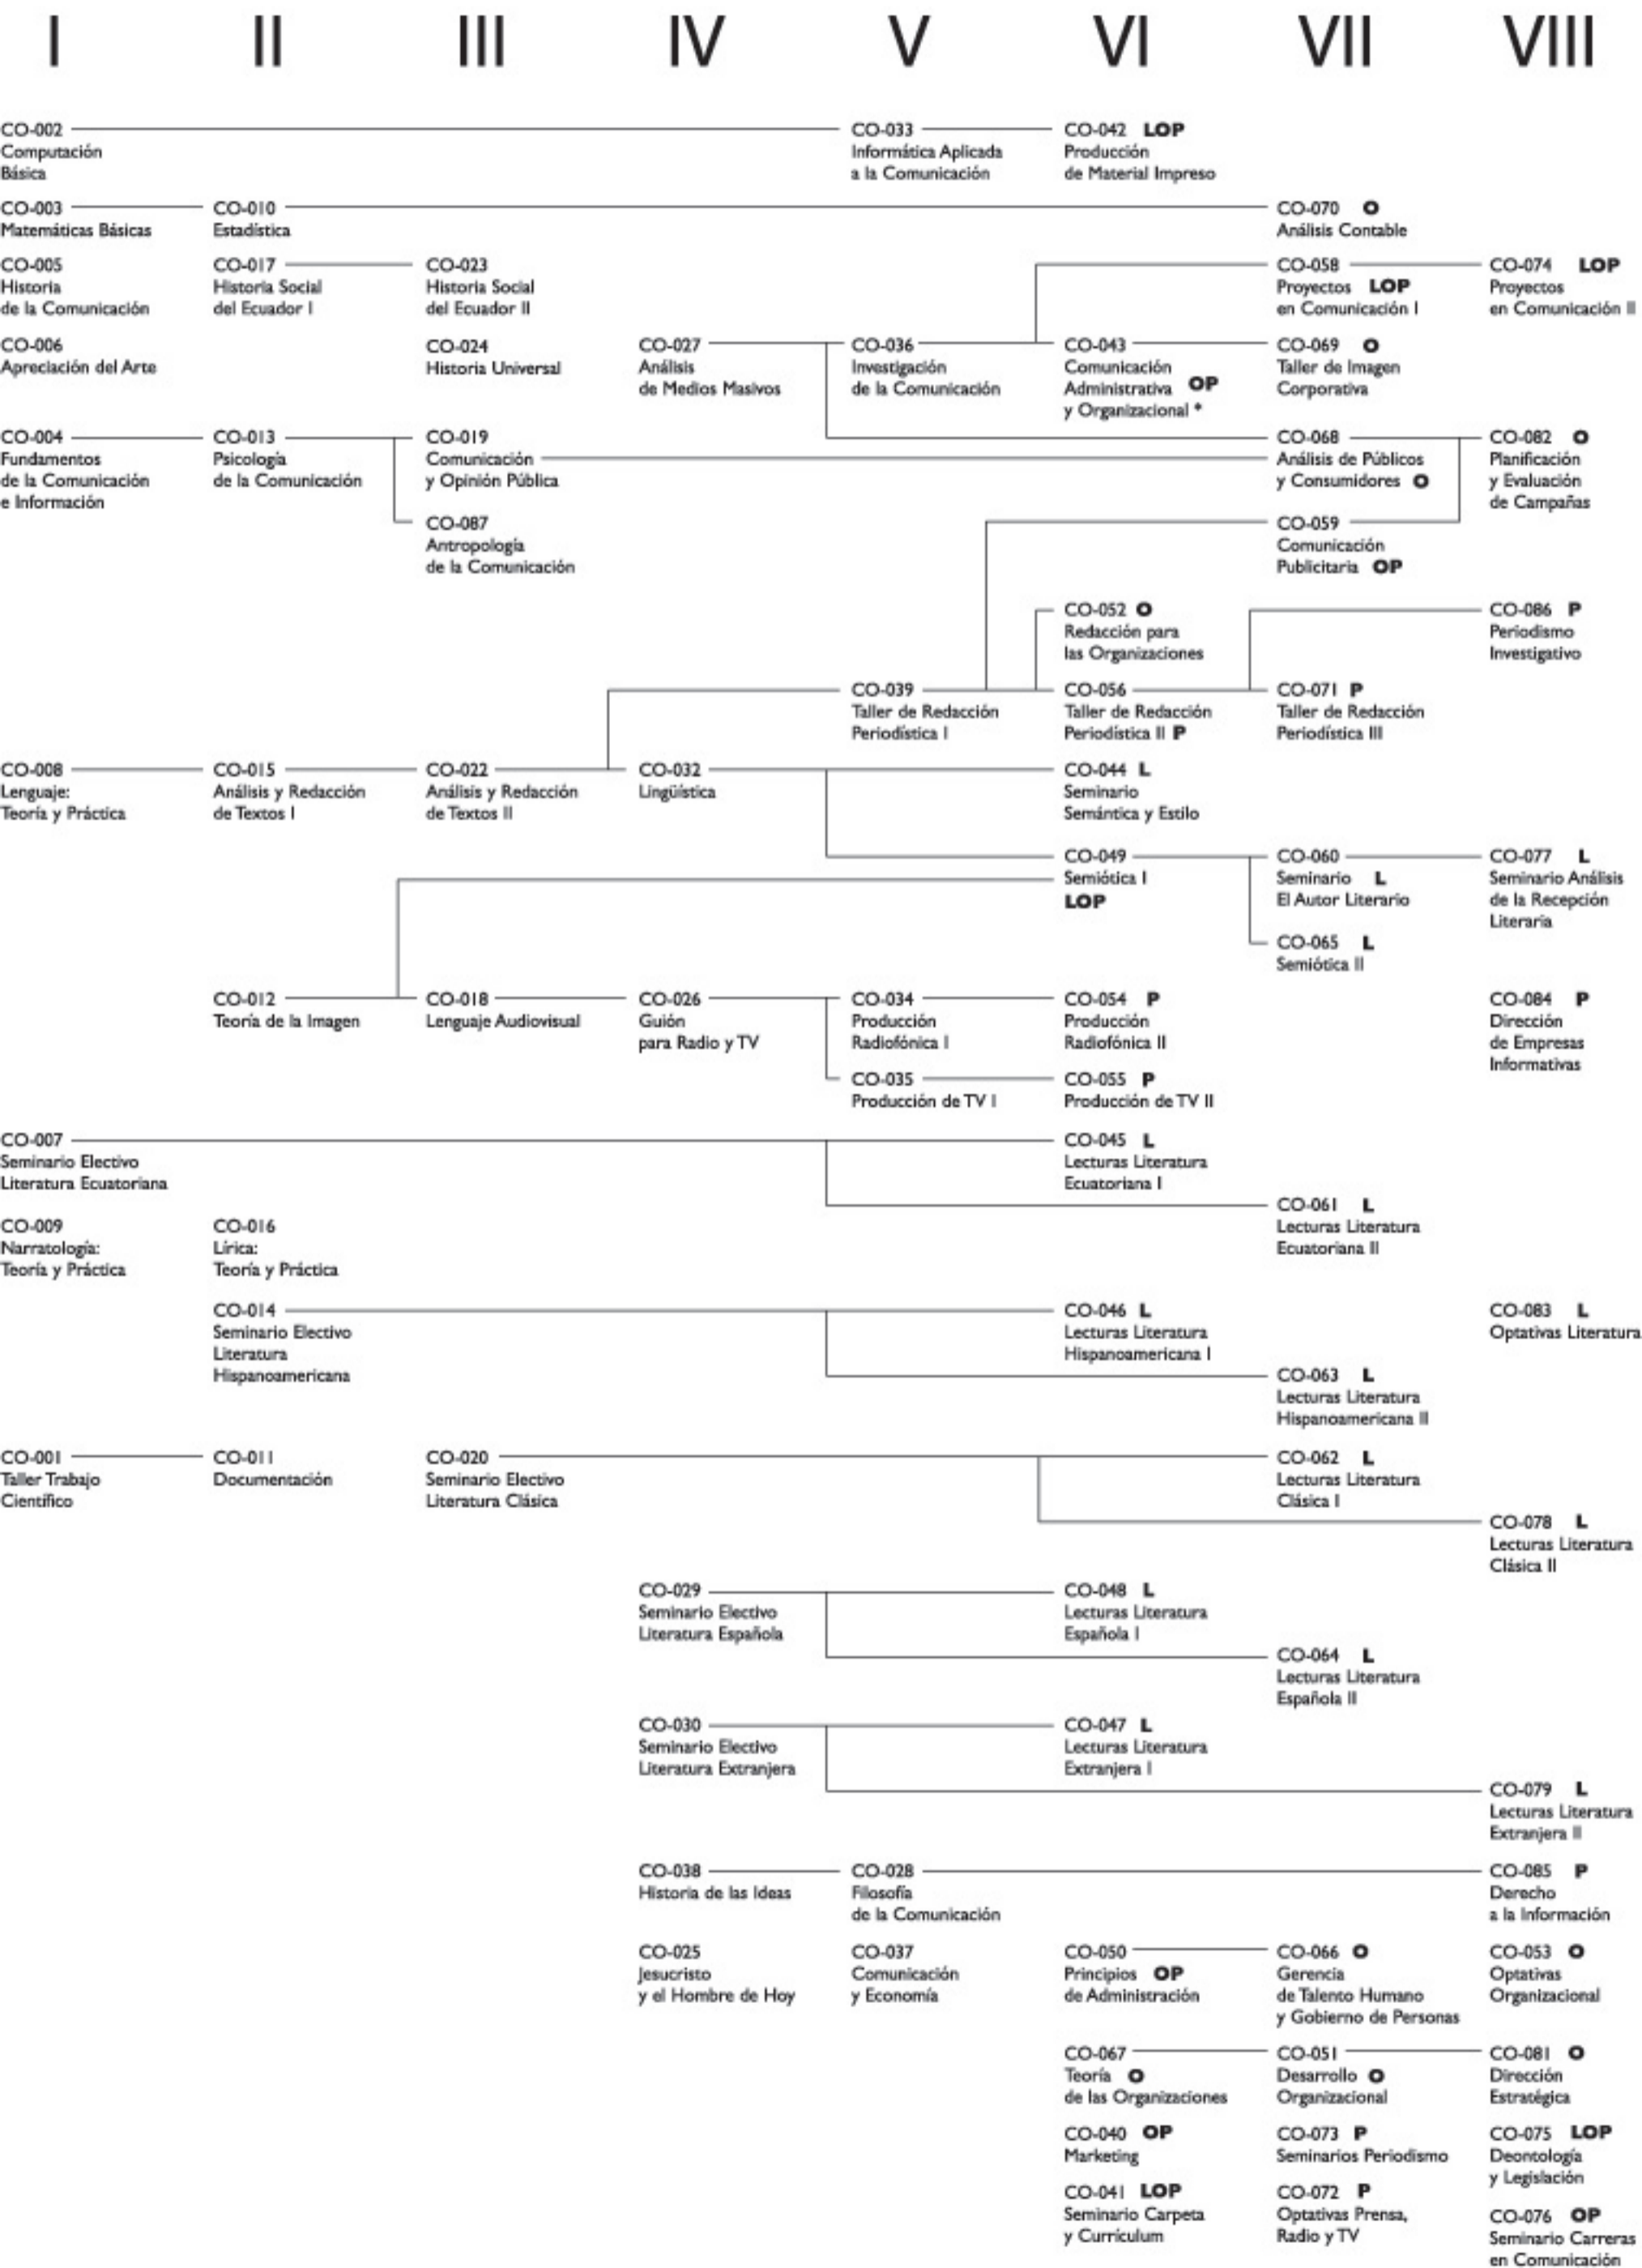 I II III IV V VI VII VIII
CO-002 CO-033 CO-042 LOP
Computación Informática Aplicada Producción
Básica a la Comunicación de Material Impreso
CO-003 CO-010 CO-070 O
Matemáticas Básicas Estadística Análisis Contable
CO-005 CO-017 CO-023 CO-058 CO-074 LOP
Historia Historia Social Historia Social Proyectos LOP Proyectos
de la Comunicación del Ecuador I del Ecuador II en Comunicación I en Comunicación II
CO-006 CO-024 CO-027 CO-036 CO-043 CO-069 O
Apreciación del Arte Historia Universal Análisis Investigación Comunicación Taller de Imagen
de Medios Masivos de la Comunicación Administrativa OP Corporativa
y Organizacional *
CO-004 CO-013 CO-019 CO-068 CO-082 O
Fundamentos Psicología Comunicación Análisis de Públicos Planificación
de la Comunicación de la Comunicación y Opinión Pública y Consumidores O y Evaluación
e Información de Campañas
CO-087 CO-059
Antropología Comunicación
de la Comunicación Publicitaria OP
CO-052 O CO-086 P
Redacción para Periodismo
las Organizaciones Investigativo
CO-039 CO-056 CO-071 P
Taller de Redacción Taller de Redacción Taller de Redacción
Periodística I Periodística II P Periodística III
CO-008 CO-015 CO-022 CO-032 CO-044 L
Lenguaje: Análisis y Redacción Análisis y Redacción Lingüística Seminario
Teoría y Práctica de Textos I de Textos II Semántica y Estilo
CO-049 CO-060 CO-077 L
Semiótica I Seminario L Seminario Análisis
LOP El Autor Literario de la Recepción
Literaria
CO-065 L
Semiótica II
CO-012 CO-018 CO-026 CO-034 CO-054 P CO-084 P
Teoría de la Imagen Lenguaje Audiovisual Guión Producción Producción Dirección
para Radio y TV Radiofónica I Radiofónica II de Empresas
Informativas
CO-035 CO-055 P
Producción de TV I Producción de TV II
CO-007 CO-045 L
Seminario Electivo Lecturas Literatura
Literatura Ecuatoriana Ecuatoriana I
CO-061 L
Lecturas Literatura
Ecuatoriana II
CO-009 CO-016
Narratología: Lírica:
Teoría y Práctica Teoría y Práctica
CO-014 CO-046 L CO-083 L
Seminario Electivo Lecturas Literatura Optativas Literatura
Literatura Hispanoamericana I
Hispanoamericana
CO-063 L
Lecturas Literatura
Hispanoamericana II
CO-001 CO-011 CO-020 CO-062 L
Taller Trabajo Documentación Seminario Electivo Lecturas Literatura
Científico Literatura Clásica Clásica I
CO-078 L
Lecturas Literatura
Clásica II
CO-029 CO-048 L
Seminario Electivo Lecturas Literatura
Literatura Española Española I
CO-064 L
Lecturas Literatura
Española II
CO-030 CO-047 L
Seminario Electivo Lecturas Literatura
Literatura Extranjera Extranjera I
CO-079 L
Lecturas Literatura
Extranjera II
CO-038 CO-028 CO-085 P
Historia de las Ideas Filosofía Derecho
de la Comunicación a la Información
CO-025 CO-037 CO-050 CO-066 O CO-053 O
Jesucristo Comunicación Principios OP Gerencia Optativas
y el Hombre de Hoy y Economía de Administración de Talento Humano Organizacional
y Gobierno de Personas
CO-067 CO-051 CO-081 O
Teoría O Desarrollo O Dirección
de las Organizaciones Organizacional Estratégica
CO-040 OP CO-073 P CO-075 LOP
Marketing Seminarios Periodismo Deontología
y Legislación
CO-041 LOP CO-072 P
Seminario Carpeta Optativas Prensa,
y Currículum Radio y TV
CO-076 OP
Seminario Carreras
en Comunicación